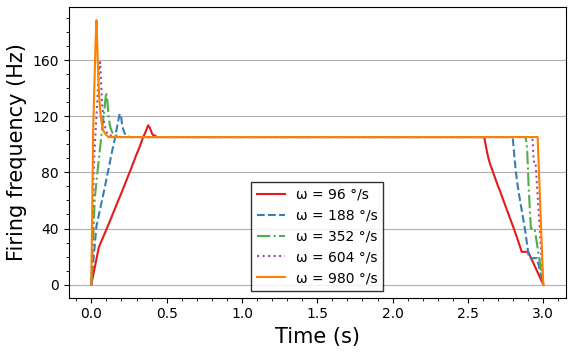 Firing frequency (Hz)
160
120
80
40
0
ω = 96 °/s
ω = 188 °/s
ω = 352 °/s
ω = 604 °/s
ω = 980 °/s
0.0 0.5 1.0 1.5 2.0 2.5 3.0
Time (s)